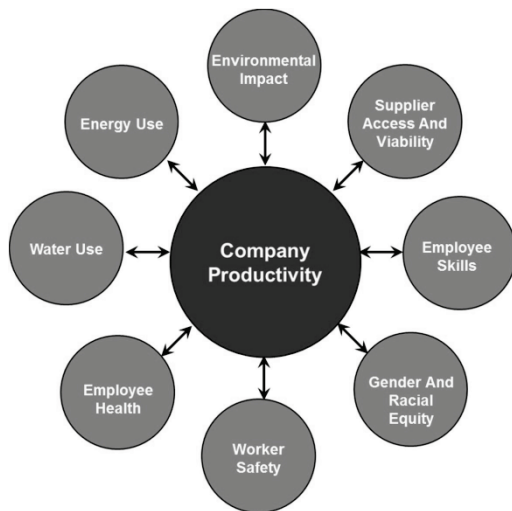 Environmental
Impact
Supplier
Access And
Viability
Employee
Skills
Gender And
Racial
Equity
Worker
Safety
Employee
Health
Water Use
Energy Use
Company
Productivity